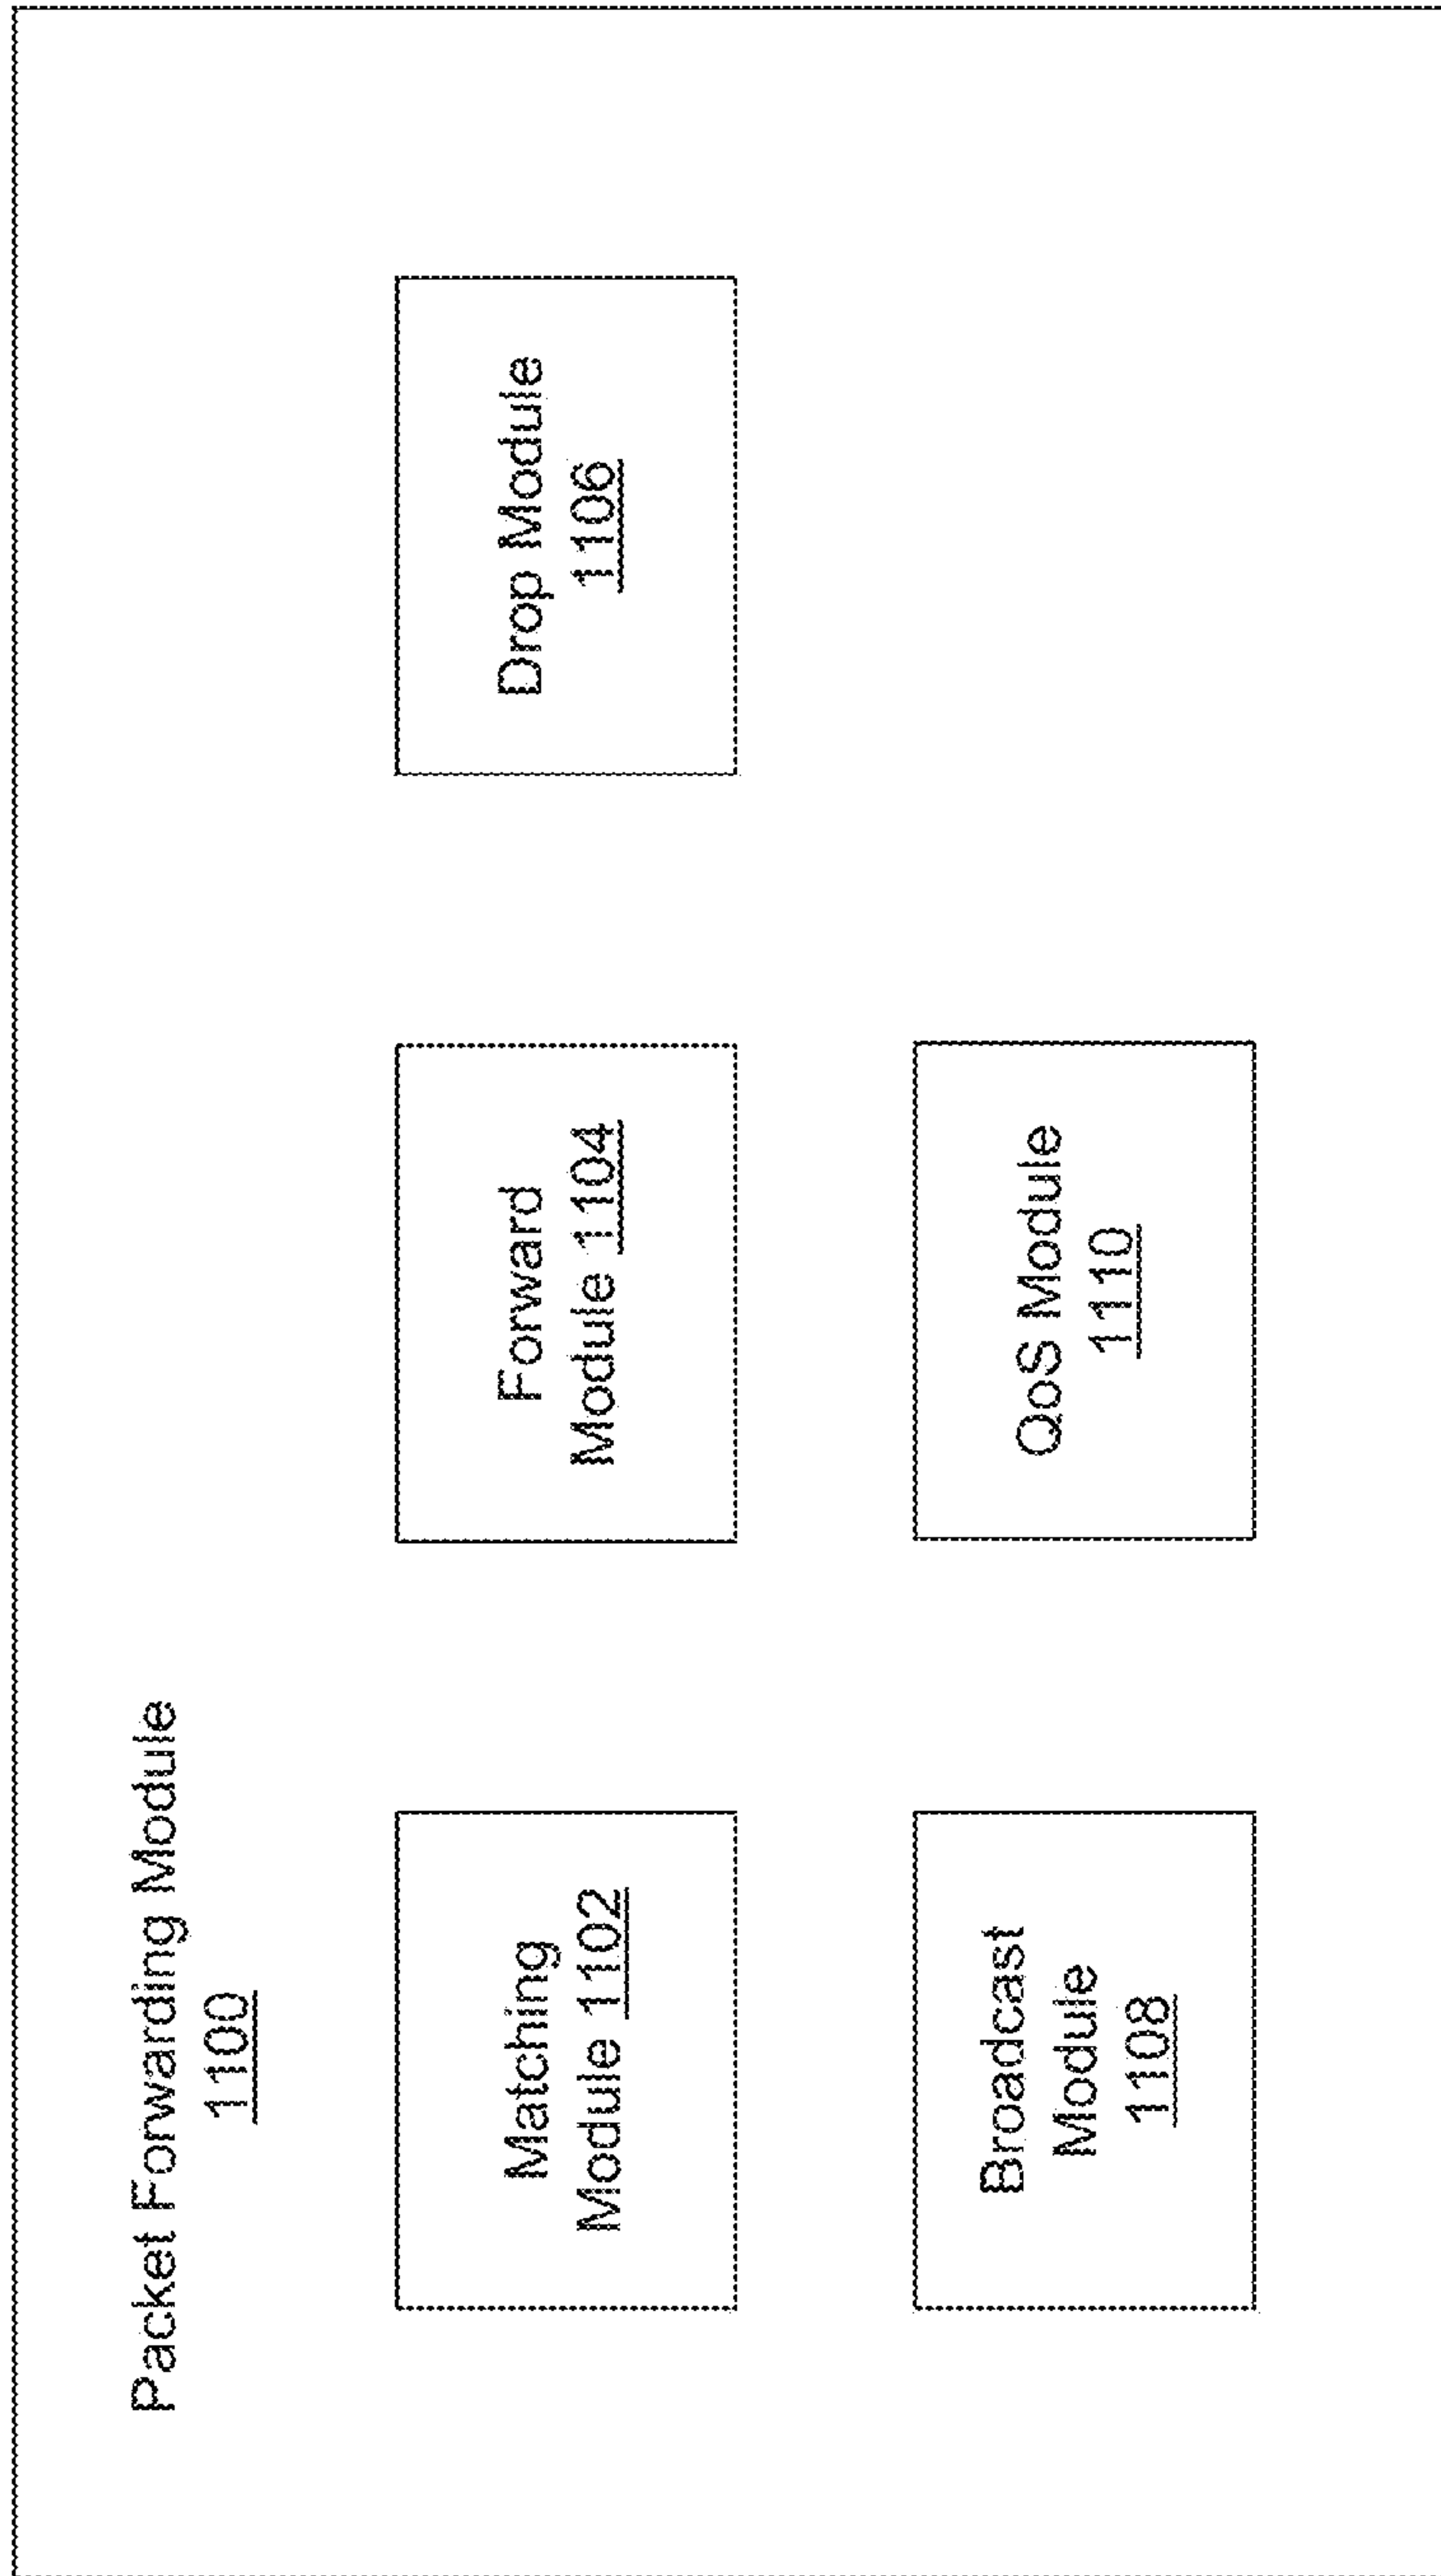 Packet Forwarding Module
1100
Matching
Module 1102
Forward
Module 1104
Drop Module
1106
Broadcast
Module
1108
QoS Module
1110